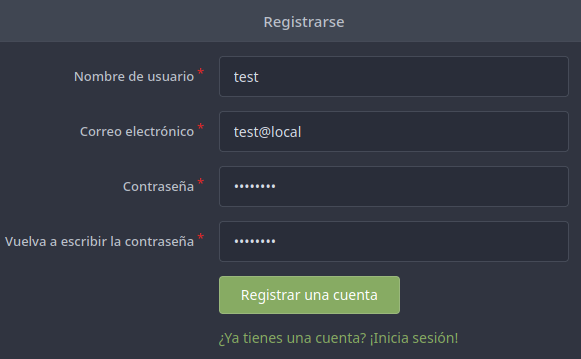 Registrarse
Nombre de usuario * test
Correo electrónico * test@local
Contraseña * ••••••••
Vuelva a escribir la contraseña * ••••••••
Registrar una cuenta
¿Ya tienes una cuenta? ¡Inicia sesión!